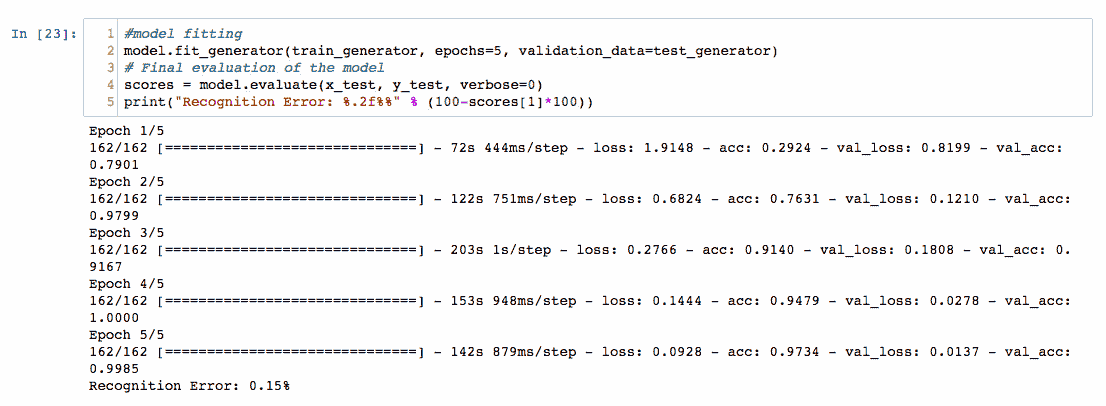 In [23]:
1 #model fitting
2 model.fit_generator(train_generator, epochs=5, validation_data=test_generator)
3 # Final evaluation of the model
4 scores = model.evaluate(x_test, y_test, verbose=0)
5 print("Recognition Error: %.2f%%" % (100-scores[1]*100))
Epoch 1/5
162/162 [==============================] - 72s 444ms/step - loss: 1.9148 - acc: 0.2924 - val_loss: 0.8199 - val_acc:
0.7901
Epoch 2/5
162/162 [==============================] - 122s 751ms/step - loss: 0.6824 - acc: 0.7631 - val_loss: 0.1210 - val_acc:
0.9799
Epoch 3/5
162/162 [==============================] - 203s 1s/step - loss: 0.2766 - acc: 0.9140 - val_loss: 0.1808 - val_acc: 0.
9167
Epoch 4/5
162/162 [==============================] - 153s 948ms/step - loss: 0.1444 - acc: 0.9479 - val_loss: 0.0278 - val_acc:
1.0000
Epoch 5/5
162/162 [==============================] - 142s 879ms/step - loss: 0.0928 - acc: 0.9734 - val_loss: 0.0137 - val_acc:
0.9985
Recognition Error: 0.15%